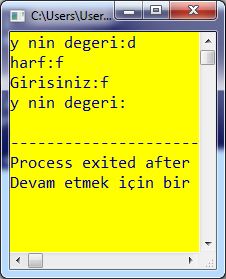 C:\Users\User...
y nin degeri:d
harf:f
Girisiniz:f
y nin degeri:
--------------------
Process exited after
Devam etmek için bir